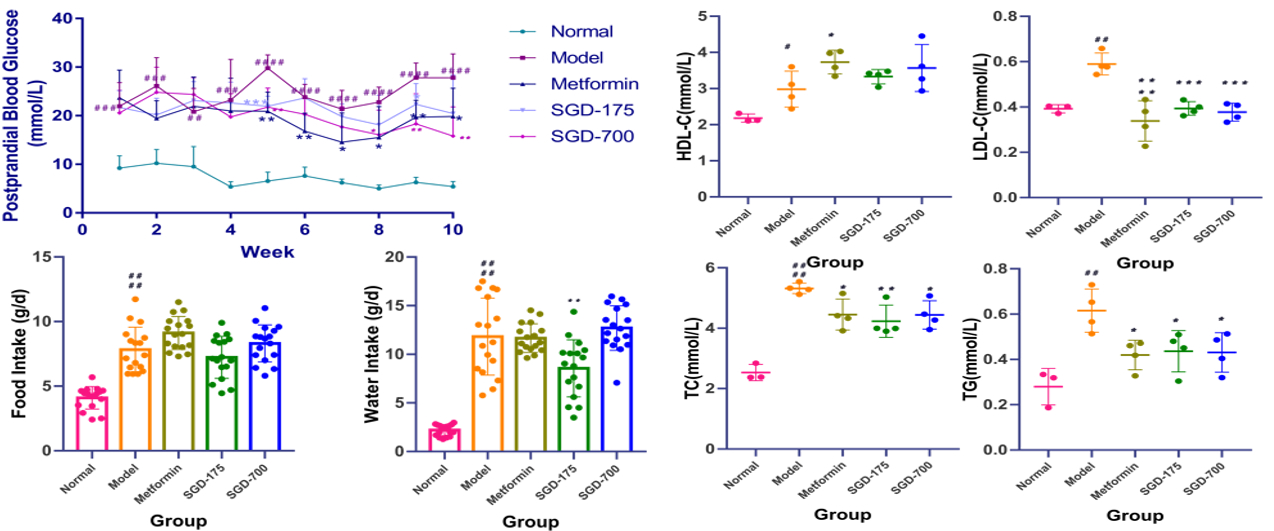 Postprandial Blood Glucose
(mmol/L)
40
30
20
10
0
0
2
4
6
8
10
Week
Normal
Model
Metformin
SGD-175
SGD-700
###
###
##
###
####
####
####
####
####
####
***
**
**
**
*
*
*
**
**
*
**
HDL-C(mmol/L)
5
4
3
2
1
0
#
*
Normal
Model
Metformin
SGD-175
SGD-700
Group
LDL-C(mmol/L)
0.8
0.6
0.4
0.2
0.0
##
**
**
***
***
Normal
Model
Metformin
SGD-175
SGD-700
Group
Food Intake (g/d)
15
10
5
0
##
##
Normal
Model
Metformin
SGD-175
SGD-700
Group
Water Intake (g/d)
20
15
10
5
0
##
##
**
Normal
Model
Metformin
SGD-175
SGD-700
Group
TC(mmol/L)
6
4
2
0
##
##
*
**
*
Normal
Model
Metformin
SGD-175
SGD-700
Group
TG(mmol/L)
0.8
0.6
0.4
0.2
0.0
##
*
*
*
Normal
Model
Metformin
SGD-175
SGD-700
Group